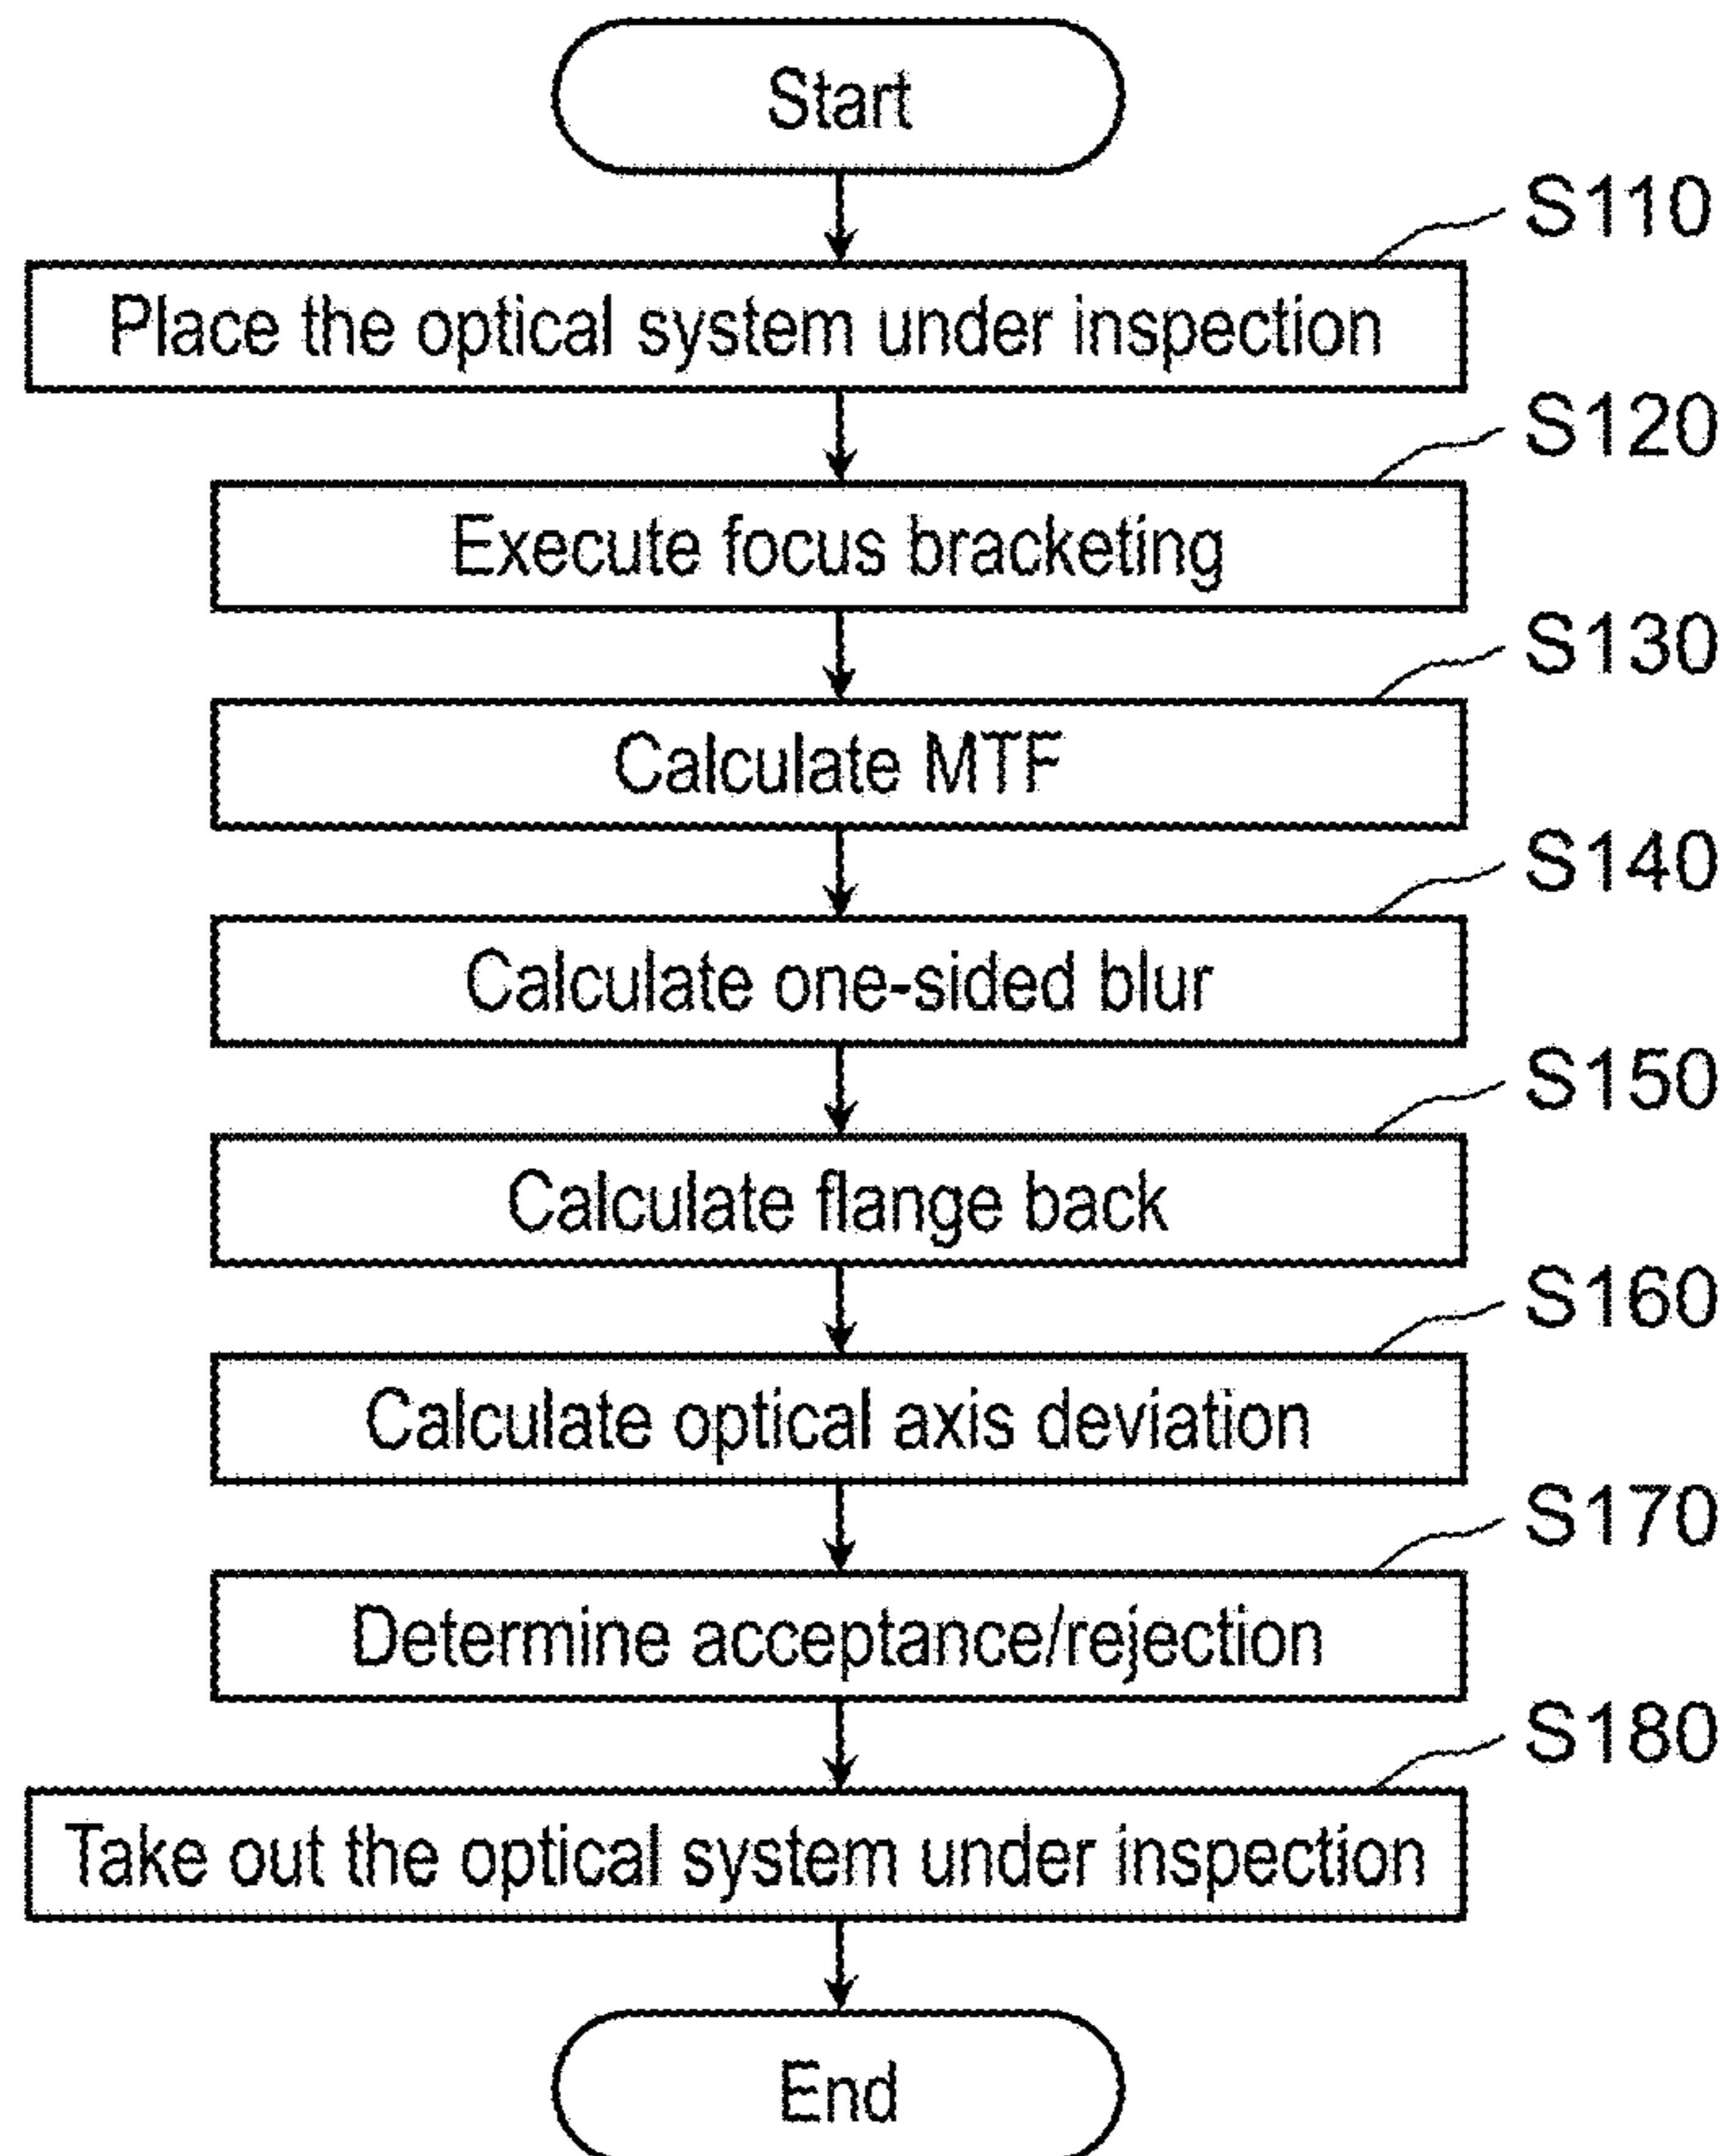 Start
S110
Place the optical system under inspection
S120
Execute focus bracketing
S130
Calculate MTF
S140
Calculate one-sided blur
S150
Calculate flange back
S160
Calculate optical axis deviation
S170
Determine acceptance/rejection
S180
Take out the optical system under inspection
End